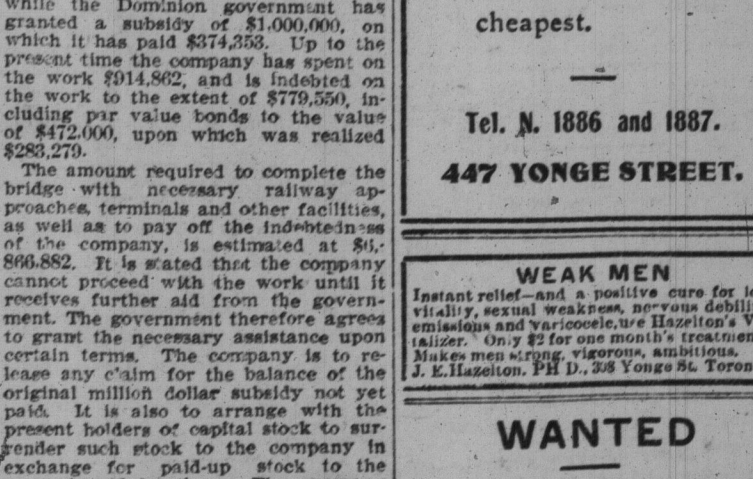 while the Dominion government has
granted a subsidy of $1,000,000, on
which it has paid $374,353. Up to the
present time the company has spent on
the work $914,862, and is indebted on
the work to the extent of $779,550, in-
cluding par value bonds to the value
of $472,000, upon which was realized
$283,279.
The amount required to complete the
bridge with necessary railway ap-
proaches, terminals and other facilities,
as well as to pay off the indebtedness
of the company, is estimated at $6,-
866,882. It is stated that the company
cannot proceed with the work until it
receives further aid from the govern-
ment. The government therefore agrees
to grant the necessary assistance upon
certain terms. The company is to re-
lease any claim for the balance of the
original million dollar subsidy not yet
paid. It is also to arrange with the
present holders of capital stock to sur-
render such stock to the company in
exchange for paid-up stock to the
cheapest.
Tel. N. 1886 and 1887.
447 YONGE STREET.
WEAK MEN
Instant relief—and a positive cure for
vitality, sexual weakness, nervous debili
emissions and varicocele, use Hazelton's V
talizer. Only $2 for one month's treatmen
Makes men strong, vigorous, ambitious.
J. E. Hazelton, PH D., 308 Yonge St. Toron
WANTED